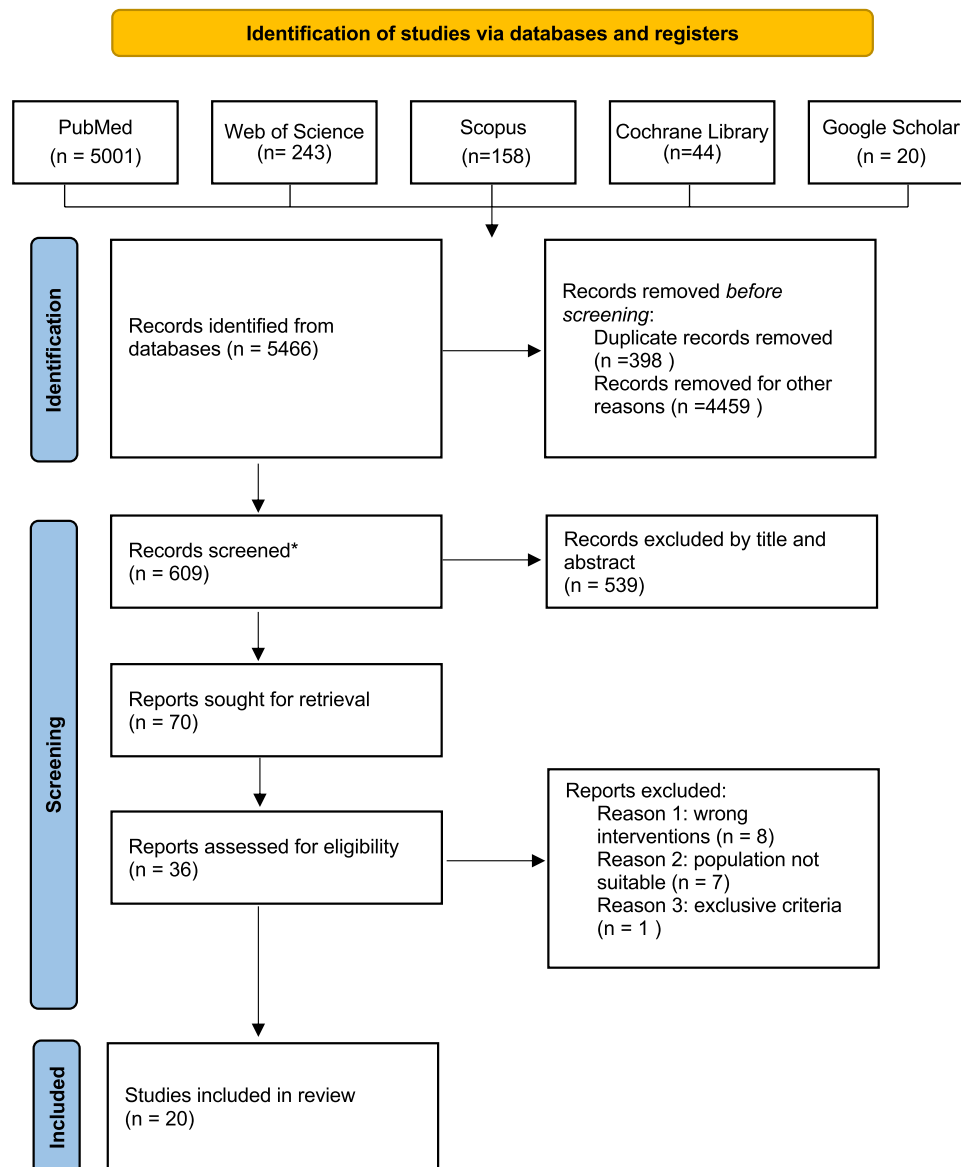 Identification of studies via databases and registers
PubMed
(n = 5001)
Web of Science
(n= 243)
Scopus
(n=158)
Cochrane Library
(n=44)
Google Scholar
(n = 20)
Identification
Records identified from
databases (n = 5466)
Records removed before
screening:
Duplicate records removed
(n =398 )
Records removed for other
reasons (n =4459 )
Screening
Records screened*
(n = 609)
Records excluded by title and
abstract
(n = 539)
Reports sought for retrieval
(n = 70)
Reports assessed for eligibility
(n = 36)
Reports excluded:
Reason 1: wrong
interventions (n = 8)
Reason 2: population not
suitable (n = 7)
Reason 3: exclusive criteria
(n = 1 )
Included
Studies included in review
(n = 20)